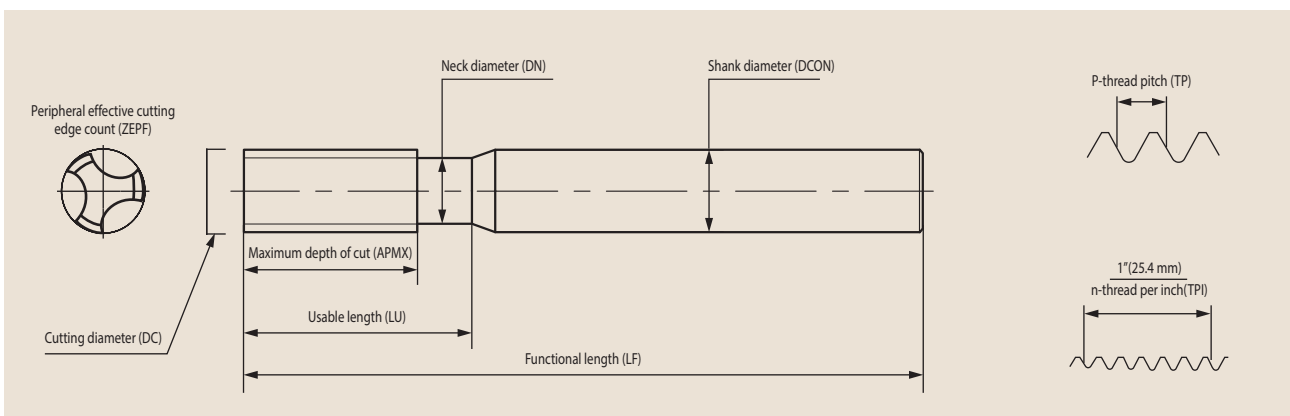 Neck diameter (DN)
Shank diameter (DCON)
P-thread pitch (TP)
Peripheral effective cutting
edge count (ZEPF)
Maximum depth of cut (APMX)
1”(25.4 mm)
n-thread per inch(TPI)
Usable length (LU)
Cutting diameter (DC)
Functional length (LF)